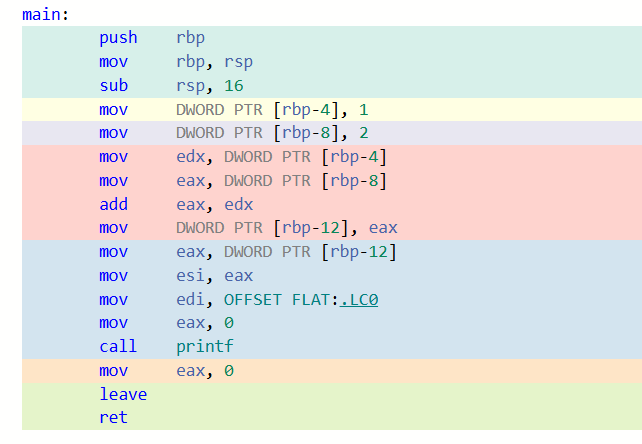 main:
push rbp
mov rbp, rsp
sub rsp, 16
mov DWORD PTR [rbp-4], 1
mov DWORD PTR [rbp-8], 2
mov edx, DWORD PTR [rbp-4]
mov eax, DWORD PTR [rbp-8]
add eax, edx
mov DWORD PTR [rbp-12], eax
mov eax, DWORD PTR [rbp-12]
mov esi, eax
mov edi, OFFSET FLAT:.LC0
mov eax, 0
call printf
mov eax, 0
leave
ret